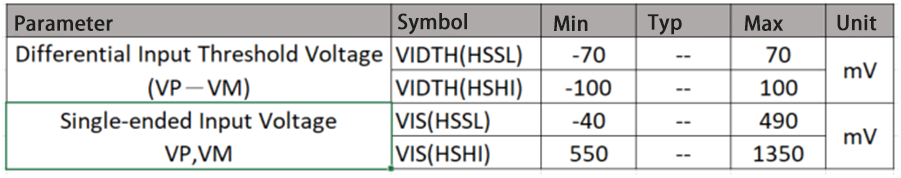 Parameter Symbol Min Typ Max Unit
Differential Input Threshold Voltage VIDTH(HSSL) -70 -- 70 mV
(VP－VM) VIDTH(HSHI) -100 -- 100
Single-ended Input Voltage VIS(HSSL) -40 -- 490 mV
VP,VM VIS(HSHI) 550 -- 1350